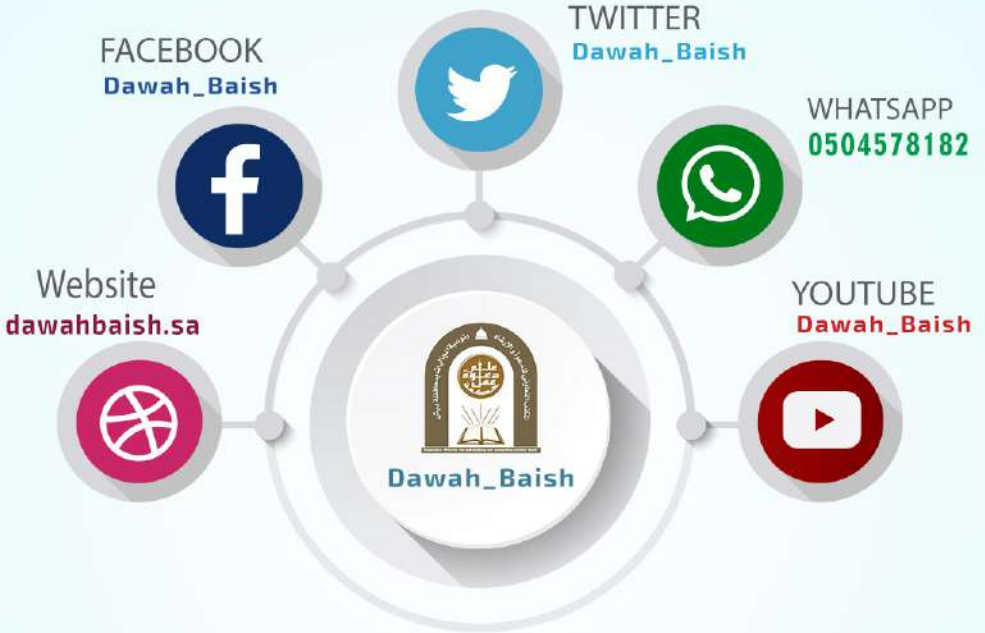 TWITTER
Dawah_Baish
FACEBOOK
Dawah_Baish
WHATSAPP
0504578182
Website
dawahbaish.sa
YOUTUBE
Dawah_Baish
Dawah_Baish